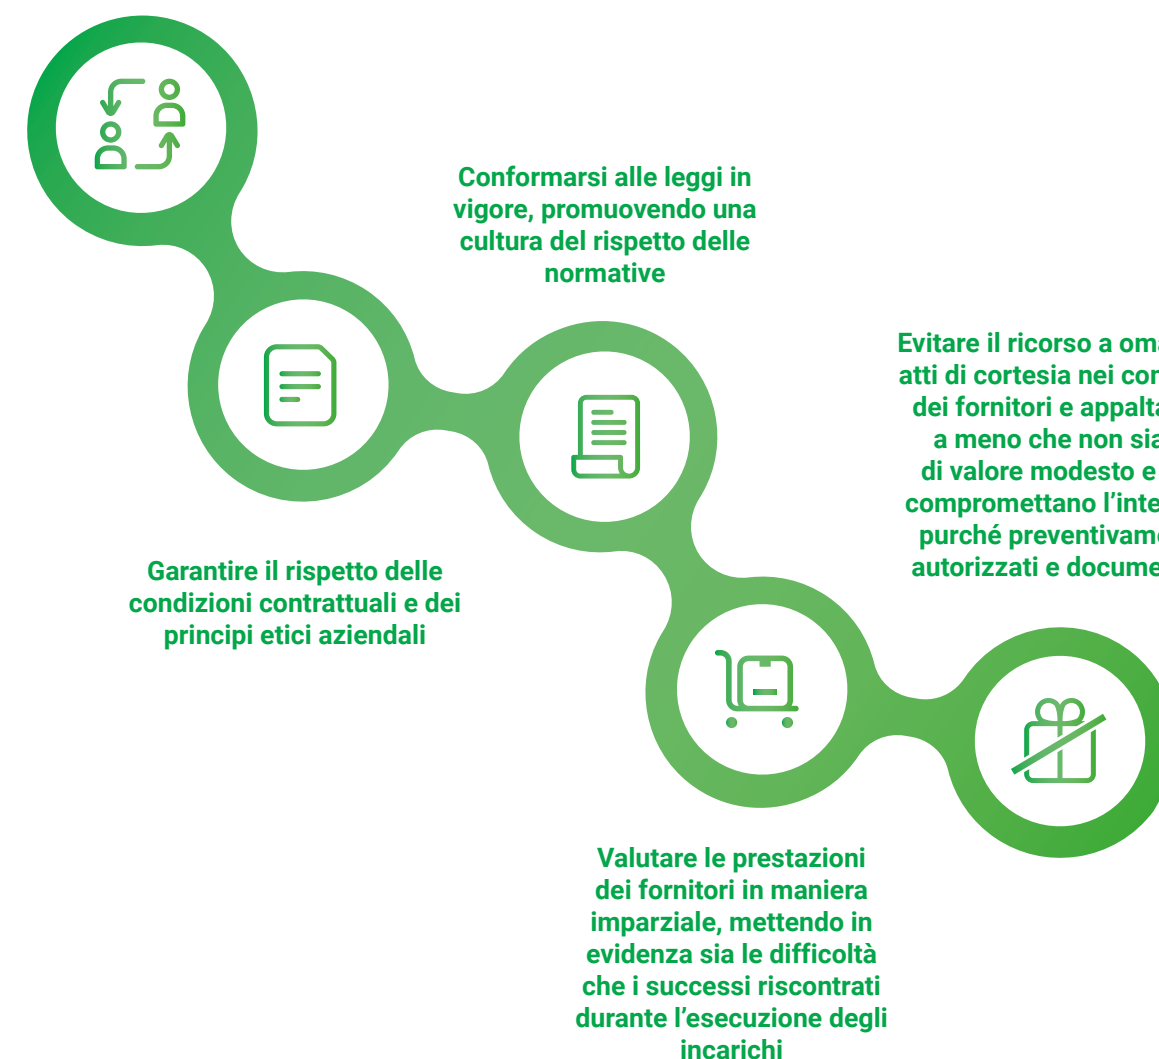 Conformarsi alle leggi in
vigore, promuovendo una
cultura del rispetto delle
normative
Evitare il ricorso a
atti di cortesia nei
dei fornitori e
a meno che non
di valore modesto e
compromettano
purché
autorizzati e
Garantire il rispetto delle
condizioni contrattuali e dei
principi etici aziendali
Valutare le prestazioni
dei fornitori in maniera
imparziale, mettendo in
evidenza sia le difficoltà
che i successi riscontrati
durante l’esecuzione degli
incarichi